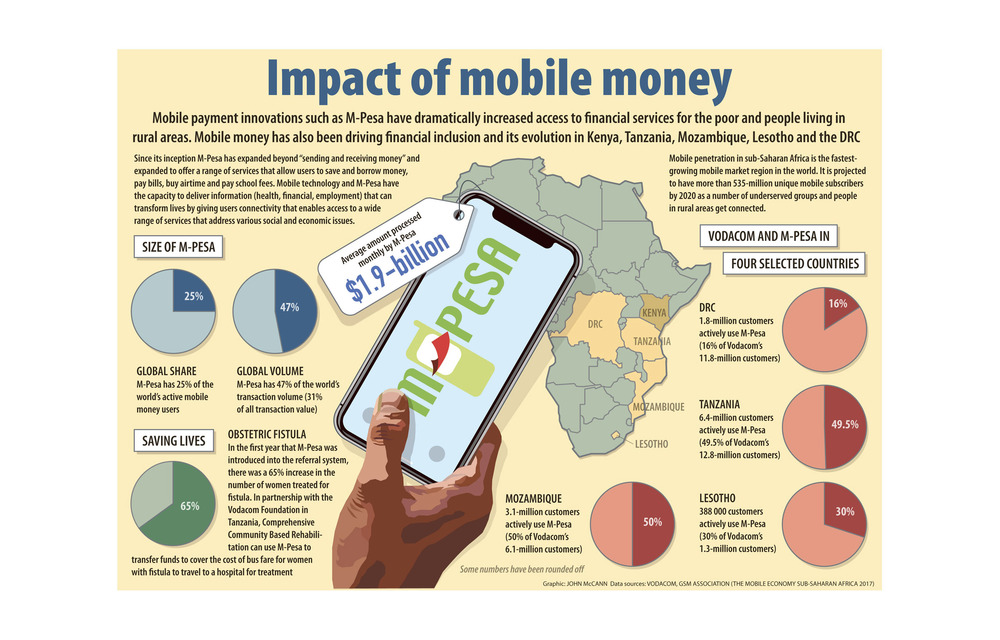 Impact of mobile money
Mobile payment innovations such as M-Pesa have dramatically increased access to financial services for the poor and people living in
rural areas. Mobile money has also been driving financial inclusion and its evolution in Kenya, Tanzania, Mozambique, Lesotho and the DRC
Since its inception M-Pesa has expanded beyond “sending and receiving money” and
expanded to offer a range of services that allow users to save and borrow money,
pay bills, buy airtime and pay school fees. Mobile technology and M-Pesa have
the capacity to deliver information (health, financial, employment) that can
transform lives by giving users connectivity that enables access to a wide
range of services that address various social and economic issues.
Mobile penetration in sub-Saharan Africa is the fastest-
growing mobile market region in the world. It is projected
to have more than 535-million unique mobile subscribers
by 2020 as a number of underserved groups and people
in rural areas get connected.
SIZE OF M-PESA
25%
47%
GLOBAL SHARE
M-Pesa has 25% of the
world’s active mobile
money users
GLOBAL VOLUME
M-Pesa has 47% of the world’s
transaction volume (31%
of all transaction value)
Average amount processed
monthly by M-Pesa
$1.9-billion
m-PESA
SAVING LIVES
65%
OBSTETRIC FISTULA
In the first year that M-Pesa was
introduced into the referral system,
there was a 65% increase in the
number of women treated for
fistula. In partnership with the
Vodacom Foundation in
Tanzania, Comprehensive
Community Based Rehabili-
tation can use M-Pesa to
transfer funds to cover the cost of bus fare for women
with fistula to travel to a hospital for treatment
DRC
KENYA
TANZANIA
MOZAMBIQUE
LESOTHO
VODACOM AND M-PESA IN
FOUR SELECTED COUNTRIES
DRC
1.8-million customers
actively use M-Pesa
(16% of Vodacom’s
11.8-million customers)
16%
TANZANIA
6.4-million customers
actively use M-Pesa
(49.5% of Vodacom’s
12.8-million customers)
49.5%
MOZAMBIQUE
3.1-million customers
actively use M-Pesa
(50% of Vodacom’s
6.1-million customers)
50%
LESOTHO
388 000 customers
actively use M-Pesa
(30% of Vodacom’s
1.3-million customers)
30%
Some numbers have been rounded off
Graphic: JOHN McCANN Data sources: VODACOM, GSM ASSOCIATION (THE MOBILE ECONOMY SUB-SAHARAN AFRICA 2017)